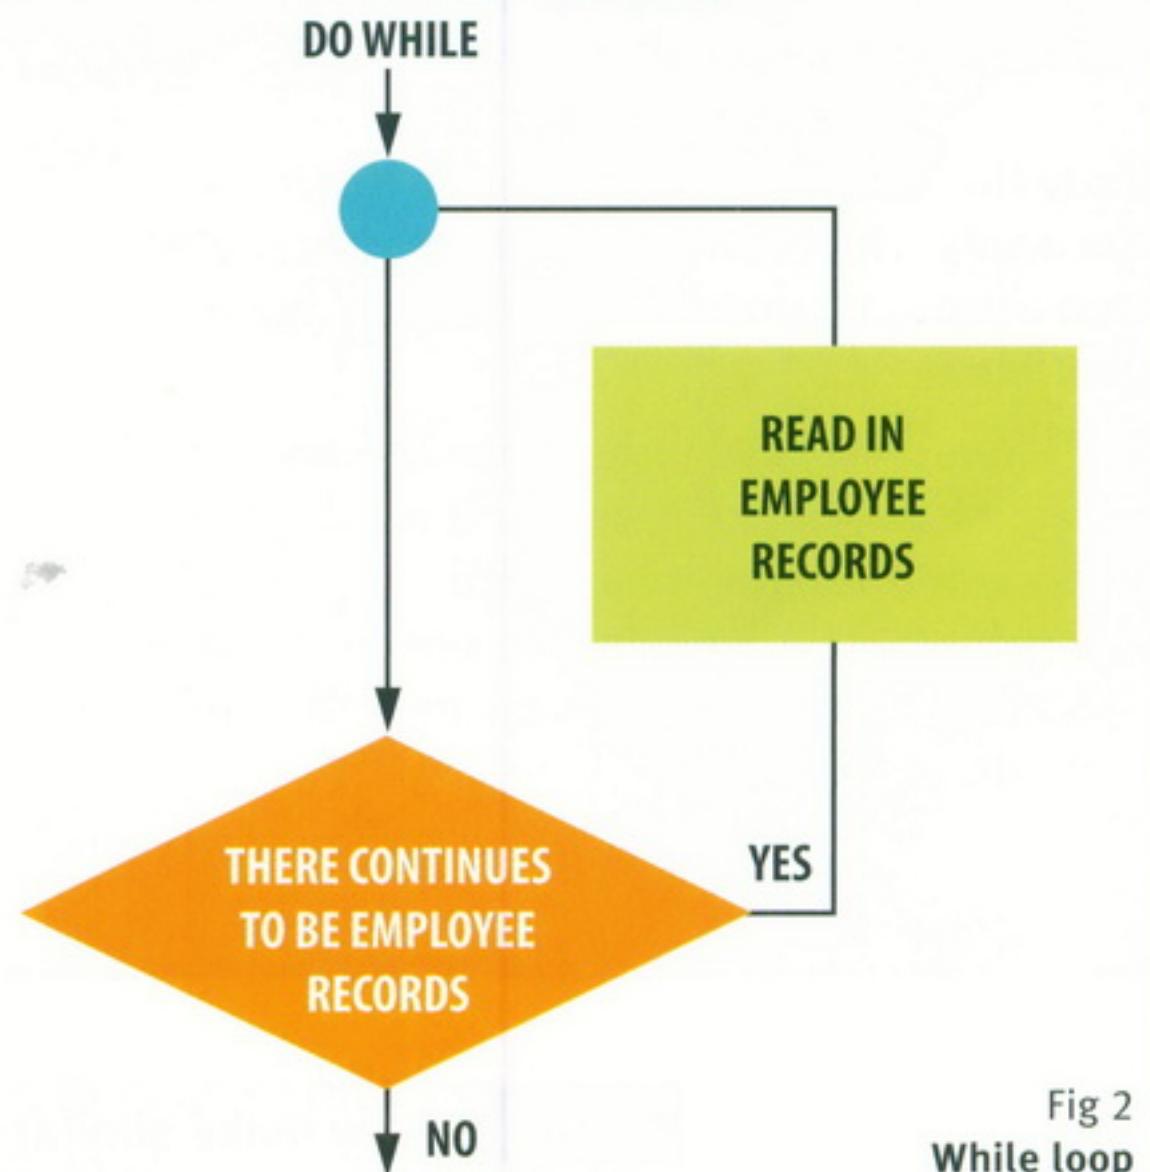 DO WHILE
READ IN
EMPLOYEE
RECORDS
THERE CONTINUES
TO BE EMPLOYEE
RECORDS
YES
NO
Fig 2
While loop